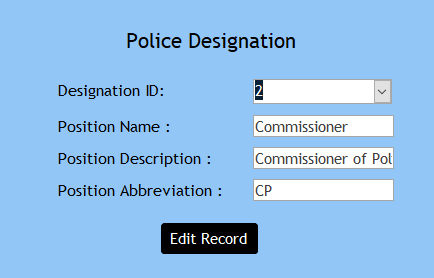 Police Designation
Designation ID: 2
Position Name : Commissioner
Position Description : Commissioner of Pol
Position Abbreviation : CP
Edit Record